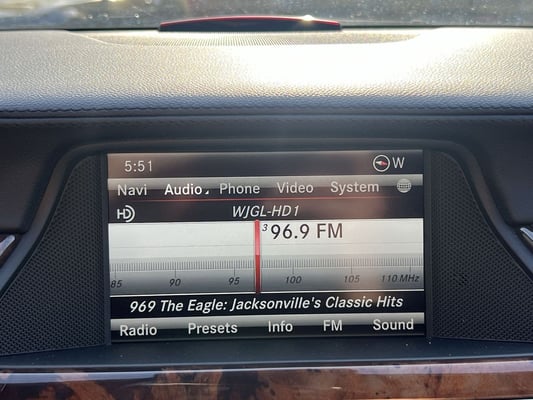 5:51 W
Navi Audio Phone Video System
HD WJGL-HD1
3 96.9 FM
85 90 95 100 105 110 MHz
969 The Eagle: Jacksonville's Classic Hits
Radio Presets Info FM Sound